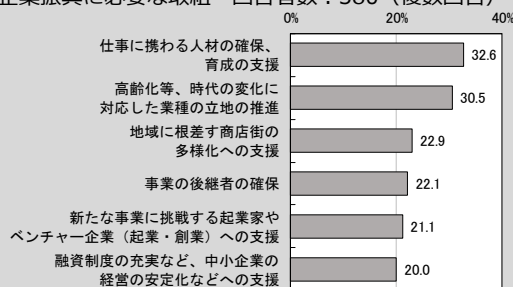 企業振興に必要な取組 回答者数：380（複数回答）
0% 20% 40%
仕事に携わる人材の確保、
育成の支援
32.6
高齢化等、時代の変化に
対応した業種の立地の推進
30.5
地域に根差す商店街の
多様化への支援
22.9
事業の後継者の確保
22.1
新たな事業に挑戦する起業家や
ベンチャー企業（起業・創業）への支援
21.1
融資制度の充実など、中小企業の
経営の安定化などへの支援
20.0